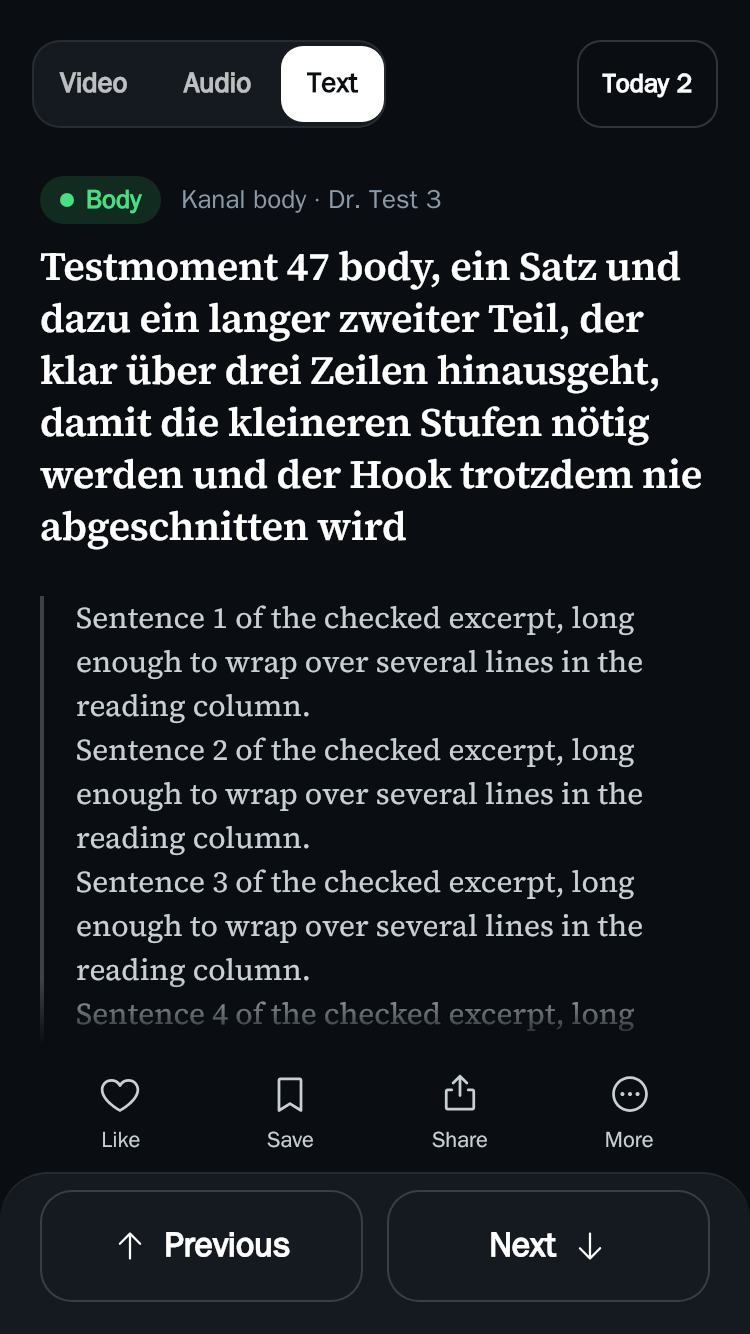 Video Audio Text Today 2
Body Kanal body · Dr. Test 3
Testmoment 47 body, ein Satz und
dazu ein langer zweiter Teil, der
klar über drei Zeilen hinausgeht,
damit die kleineren Stufen nötig
werden und der Hook trotzdem nie
abgeschnitten wird
Sentence 1 of the checked excerpt, long
enough to wrap over several lines in the
reading column.
Sentence 2 of the checked excerpt, long
enough to wrap over several lines in the
reading column.
Sentence 3 of the checked excerpt, long
enough to wrap over several lines in the
reading column.
Sentence 4 of the checked excerpt, long
Like Save Share More
Previous Next